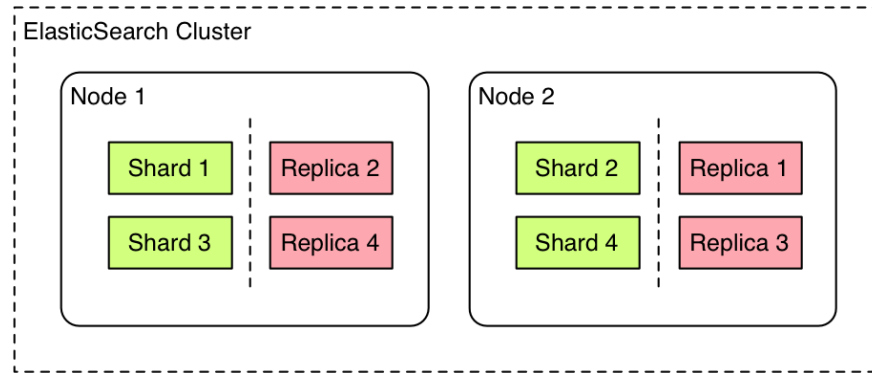 ElasticSearch Cluster
Node 1
Shard 1
Replica 2
Shard 3
Replica 4
Node 2
Shard 2
Replica 1
Shard 4
Replica 3